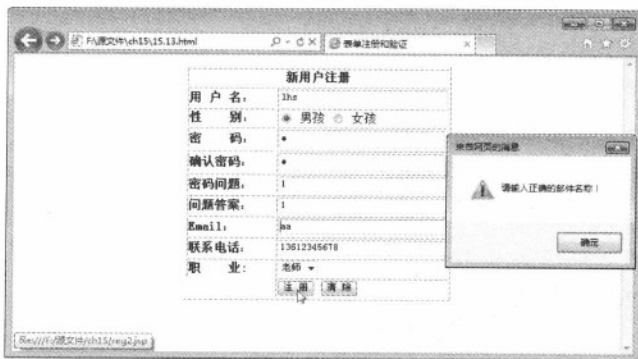 F:\源文件\ch15\15.13.html
表单注册和验证
新用户注册
用 户 名： lhs
性 别： 男孩 女孩
密 码：
确认密码：
密码问题： 1
问题答案： 1
Email： aa
联系电话： 13612345678
职 业： 老师
注 册 清 除
来自网页的消息
请输入正确的邮件名称！
确定
file:///F:/源文件/ch15/reg2.jsp